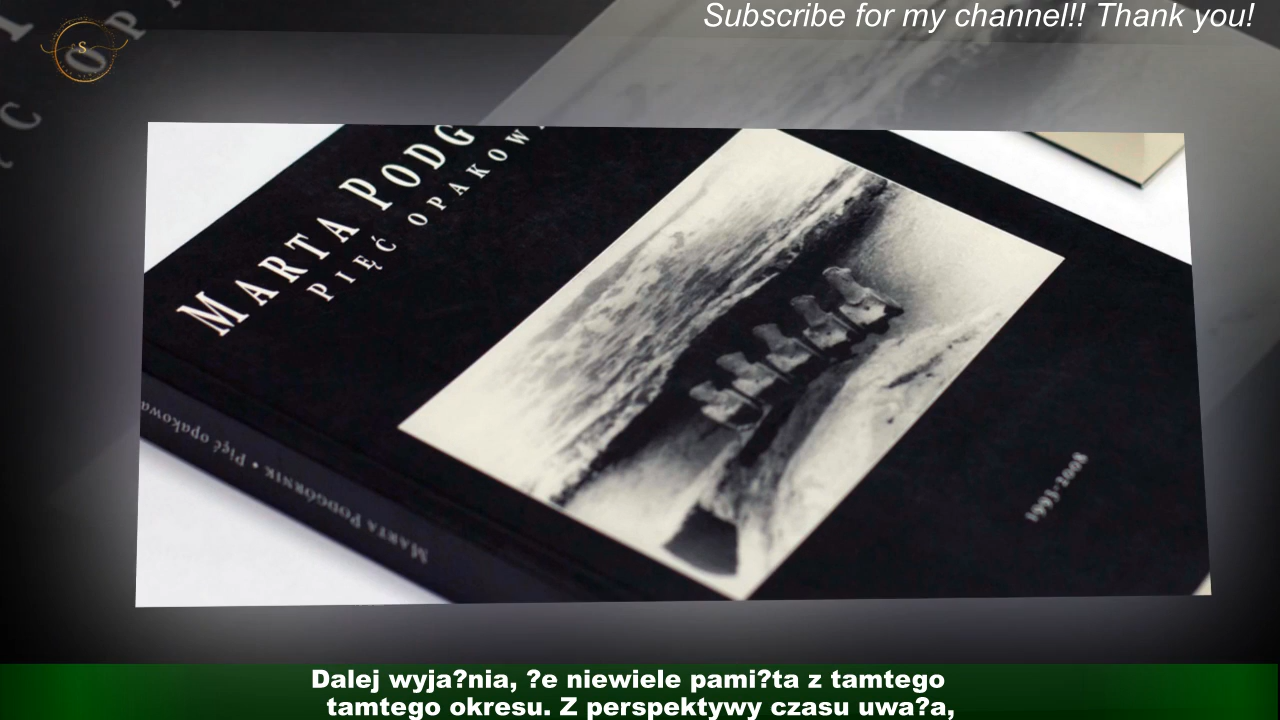 Subscribe for my channel!! Thank you!
S
MARTA PODG
PIĘĆ OPAKOW
1993-2008
MARTA PODGÓRNIK • Pięć opakowa
Dalej wyja?nia, ?e niewiele pami?ta z tamtego
tamtego okresu. Z perspektywy czasu uwa?a,